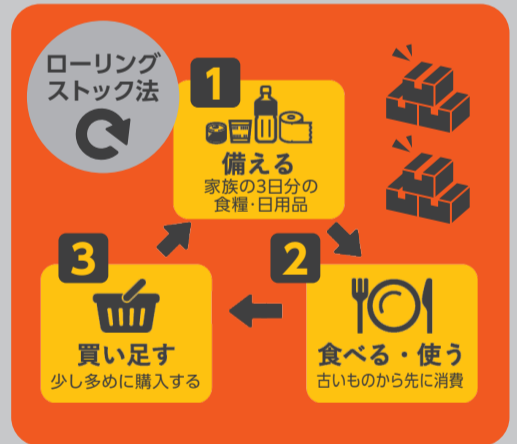 ローリング
ストック法
1
備える
家族の3日分の
食糧・日用品
2
食べる・使う
古いものから先に消費
3
買い足す
少し多めに購入する